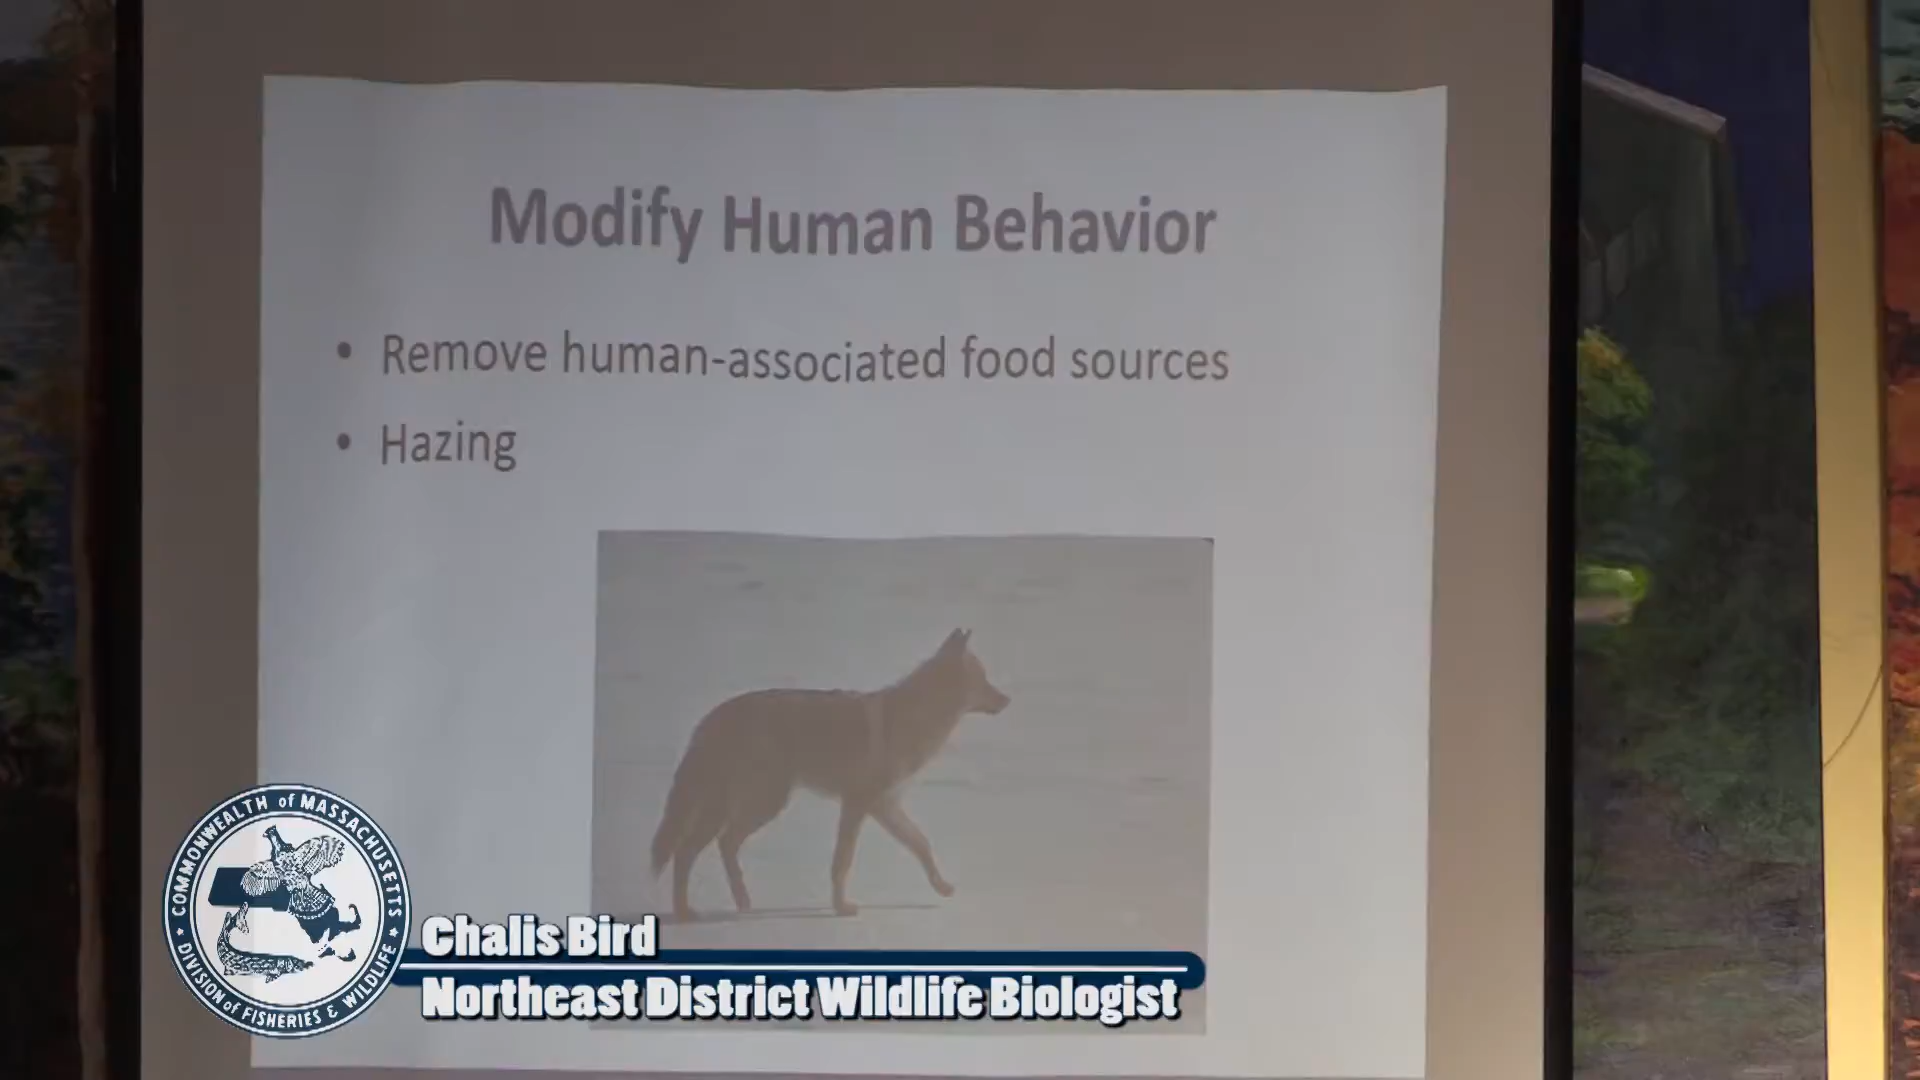 Modify Human Behavior
• Remove human-associated food sources
• Hazing
COMMONWEALTH of MASSACHUSETTS
DIVISION of FISHERIES & WILDLIFE
Chalis Bird
Northeast District Wildlife Biologist